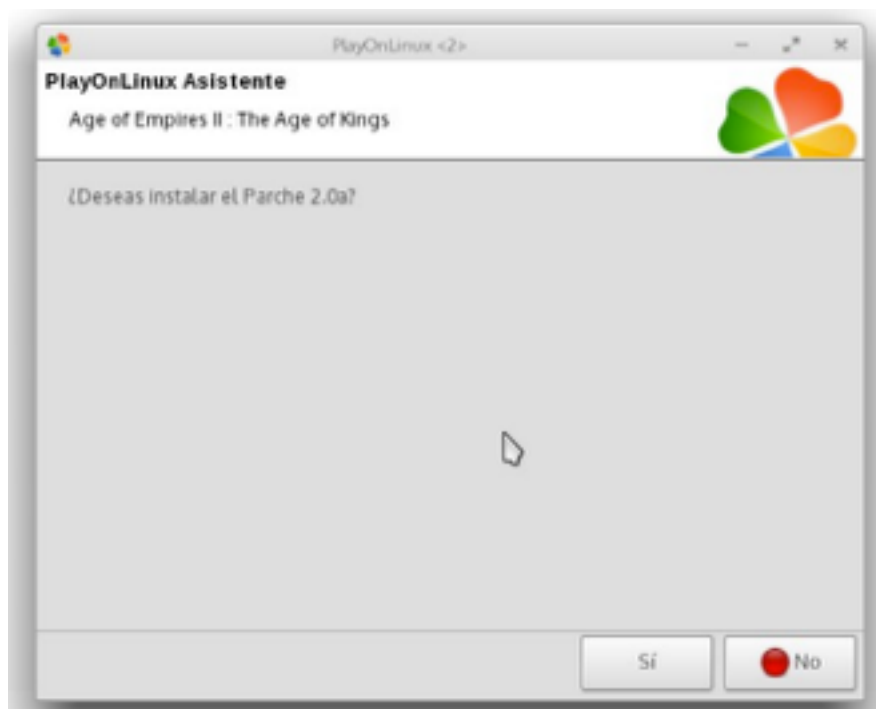 PlayOnLinux <2>
PlayOnLinux Asistente
Age of Empires II : The Age of Kings
¿Deseas instalar el Parche 2.0a?
Sí
No